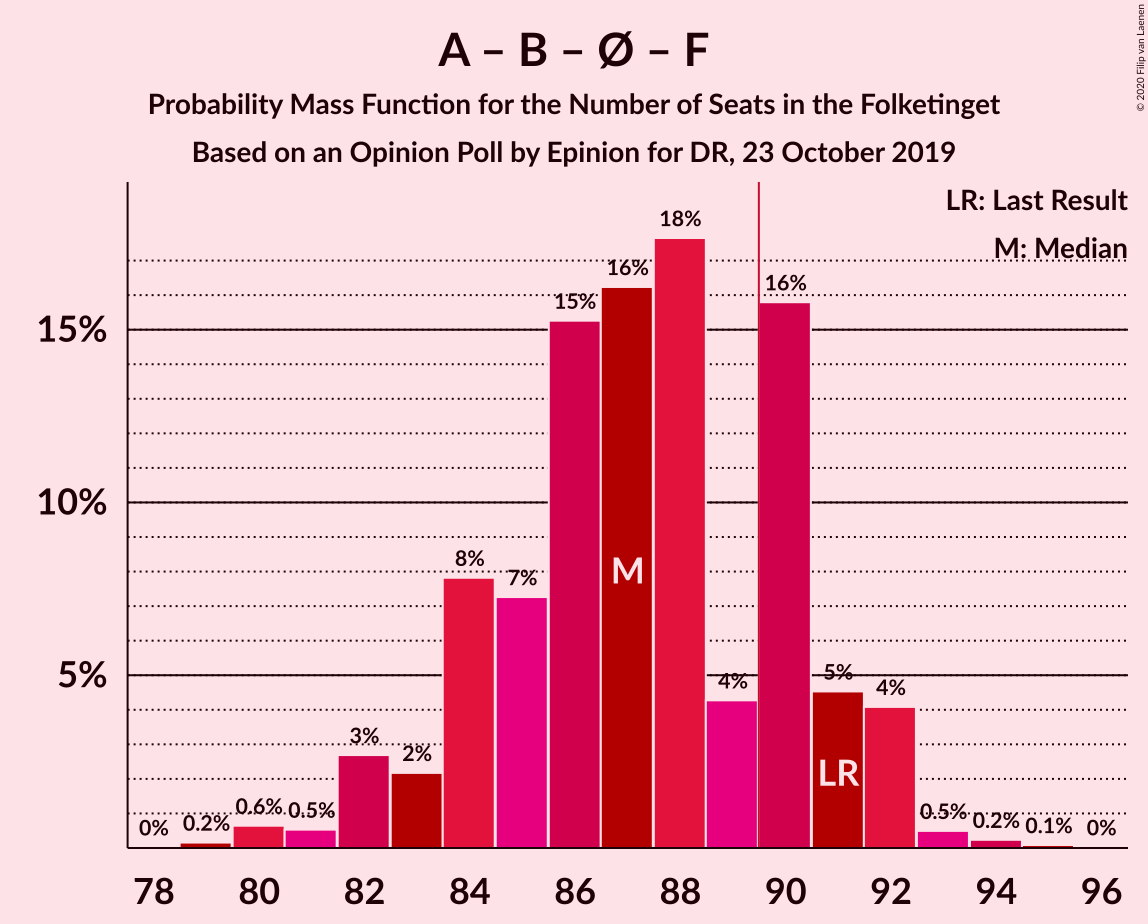 A – B – Ø – F
Probability Mass Function for the Number of Seats in the Folketinget
Based on an Opinion Poll by Epinion for DR, 23 October 2019
© 2020 Filip van Laenen
LR: Last Result
M: Median
15%
10%
5%
0%
0.2%
0.6%
0.5%
3%
2%
8%
7%
15%
16%
18%
4%
16%
5%
4%
0.5%
0.2%
0.1%
0%
M
LR
78 80 82 84 86 88 90 92 94 96